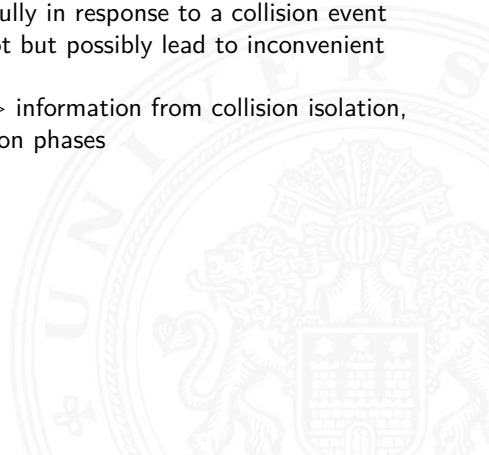 ully in response to a collision event
ot but possibly lead to inconvenient
> information from collision isolation,
on phases
U N I V E R S